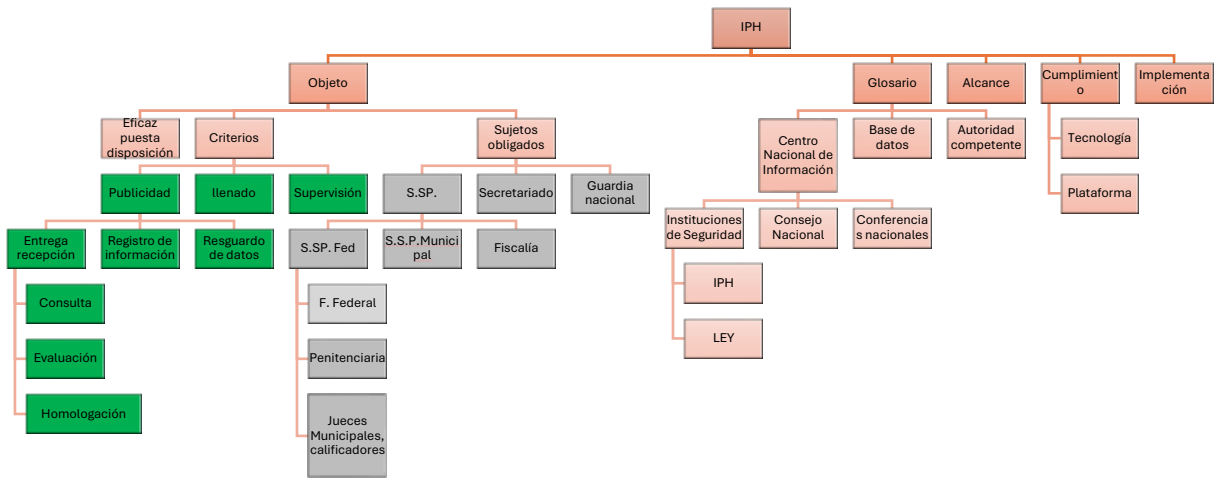 IPH
Objeto
Glosario
Alcance
Cumplimient
o
Implementa
ción
Eficaz
puesta
disposición
Criterios
Sujetos
obligados
Centro
Nacional de
Información
Base de
datos
Autoridad
competente
Tecnología
Publicidad
llenado
Supervisión
S.SP.
Secretariado
Guardia
nacional
Plataforma
Entrega
recepción
Registro de
información
Resguardo
de datos
S.SP. Fed
S.S.P.Munici
pal
Fiscalía
Instituciones
de Seguridad
Consejo
Nacional
Conferencia
s nacionales
Consulta
F. Federal
IPH
Evaluación
Penitenciaria
LEY
Homologación
Jueces
Municipales,
calificadores